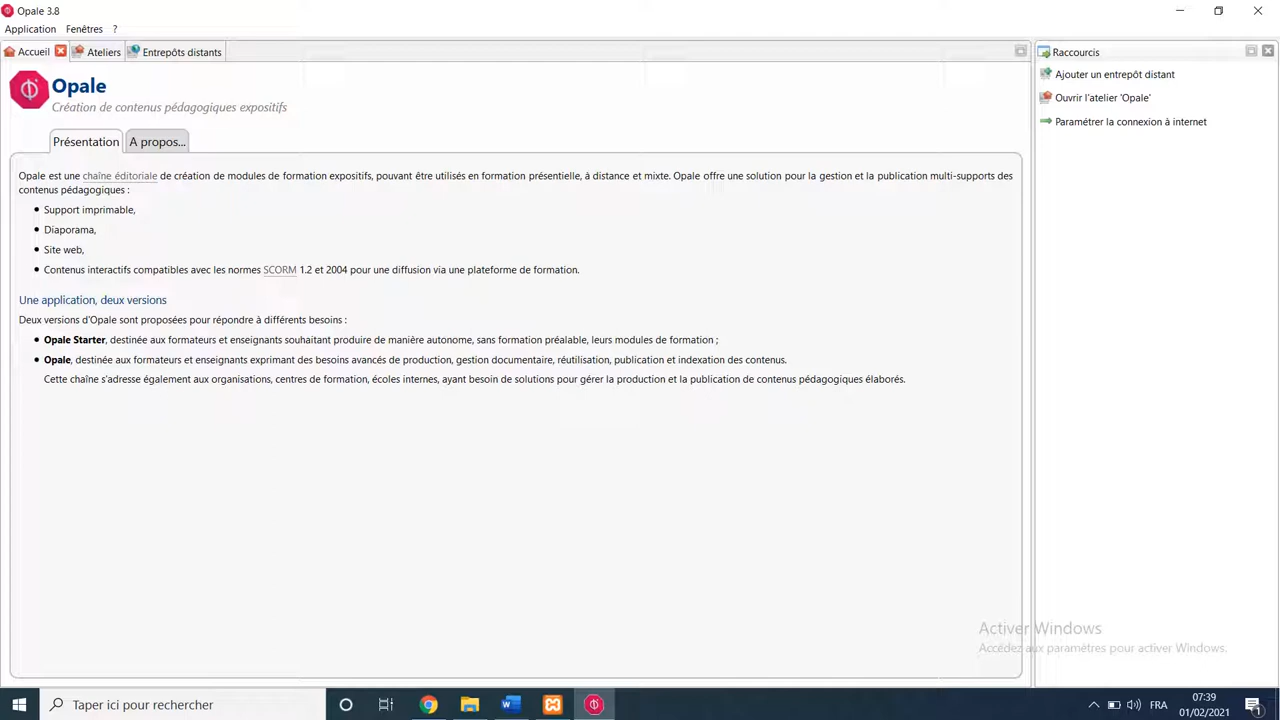 Opale 3.8
Application Fenêtres ?
Accueil Ateliers Entrepôts distants
Opale
Création de contenus pédagogiques expositifs
Présentation A propos...
Opale est une chaîne éditoriale de création de modules de formation expositifs, pouvant être utilisés en formation présentielle, à distance et mixte. Opale offre une solution pour la gestion et la publication multi-supports des
contenus pédagogiques :
Support imprimable,
Diaporama,
Site web,
Contenus interactifs compatibles avec les normes SCORM 1.2 et 2004 pour une diffusion via une plateforme de formation.
Une application, deux versions
Deux versions d'Opale sont proposées pour répondre à différents besoins :
Opale Starter, destinée aux formateurs et enseignants souhaitant produire de manière autonome, sans formation préalable, leurs modules de formation ;
Opale, destinée aux formateurs et enseignants exprimant des besoins avancés de production, gestion documentaire, réutilisation, publication et indexation des contenus.
Cette chaîne s'adresse également aux organisations, centres de formation, écoles internes, ayant besoin de solutions pour gérer la production et la publication de contenus pédagogiques élaborés.
Raccourcis
Ajouter un entrepôt distant
Ouvrir l'atelier 'Opale'
Paramétrer la connexion à internet
Activer Windows
Accédez aux paramètres pour activer Windows.
Taper ici pour rechercher
FRA
07:39
01/02/2021
1